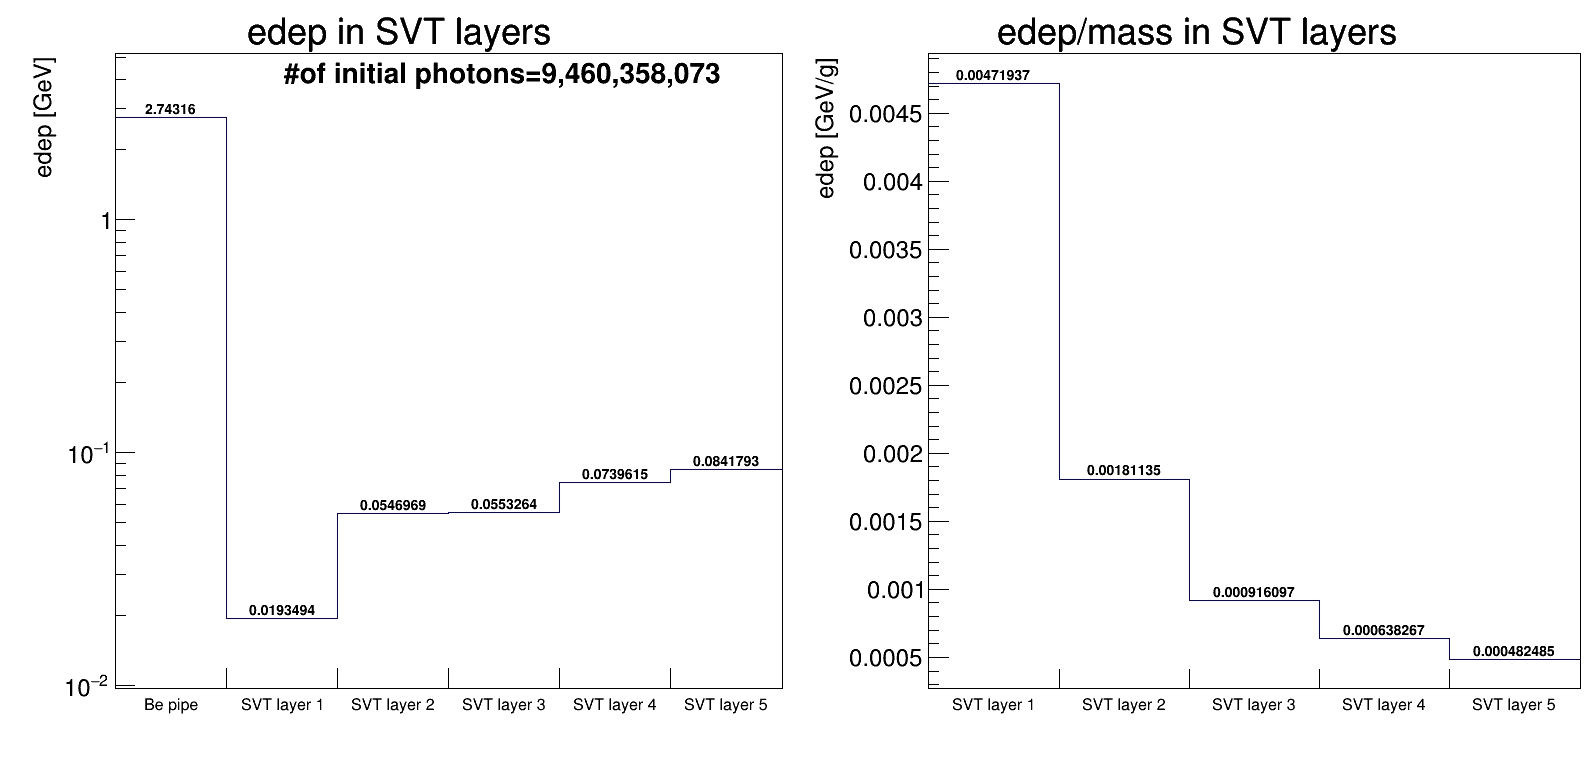 edep in SVT layers
#of initial photons=9,460,358,073
edep [GeV]
1
10⁻¹
10⁻²
2.74316
0.0193494
0.0546969
0.0553264
0.0739615
0.0841793
Be pipe
SVT layer 1
SVT layer 2
SVT layer 3
SVT layer 4
SVT layer 5
edep/mass in SVT layers
edep [GeV/g]
0.0045
0.004
0.0035
0.003
0.0025
0.002
0.0015
0.001
0.0005
0.00471937
0.00181135
0.000916097
0.000638267
0.000482485
SVT layer 1
SVT layer 2
SVT layer 3
SVT layer 4
SVT layer 5